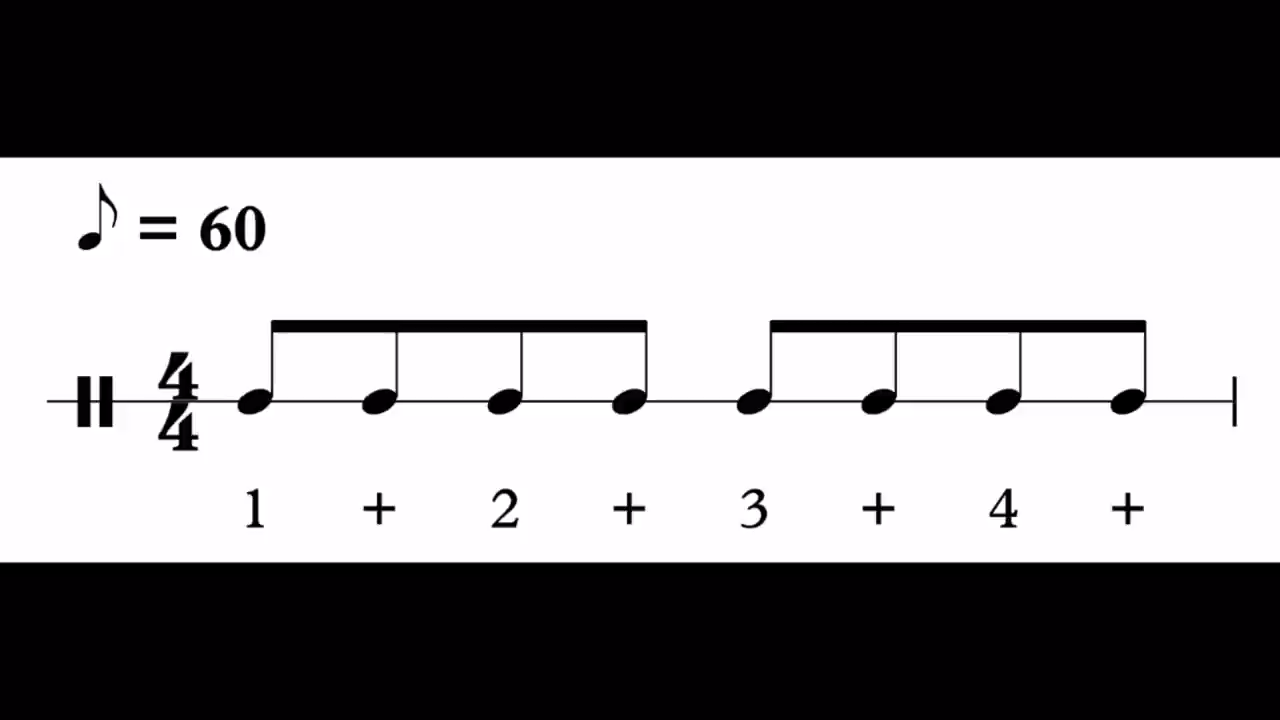 ♪ = 60
4
4
1 + 2 + 3 + 4 +